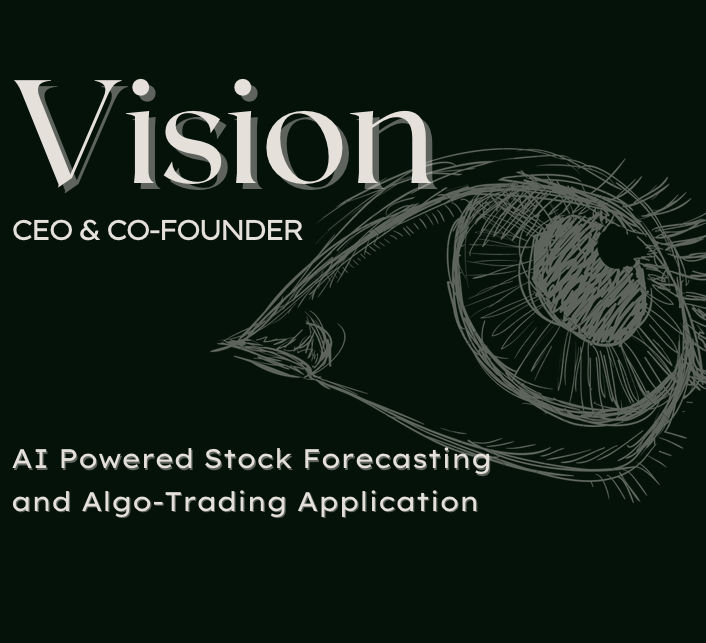 Vision
CEO & CO-FOUNDER
AI Powered Stock Forecasting
and Algo-Trading Application